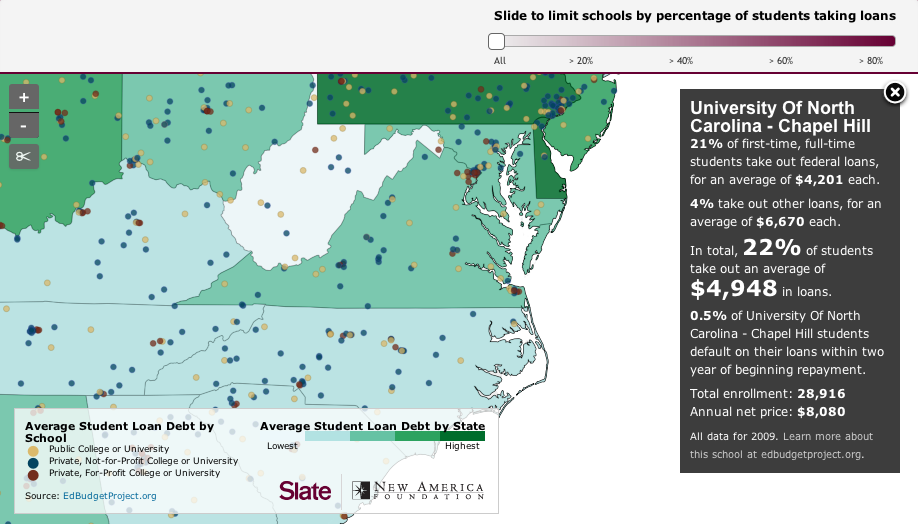 Slide to limit schools by percentage of students taking loans
All > 20% > 40% > 60% > 80%
+
-
University Of North
Carolina - Chapel Hill
21% of first-time, full-time
students take out federal loans,
for an average of $4,201 each.
4% take out other loans, for an
average of $6,670 each.
In total, 22% of students
take out an average of
$4,948 in loans.
0.5% of University Of North
Carolina - Chapel Hill students
default on their loans within two
year of beginning repayment.
Total enrollment: 28,916
Annual net price: $8,080
All data for 2009. Learn more about
this school at edbudgetproject.org.
Average Student Loan Debt by
School
Public College or University
Private, Not-for-Profit College or University
Private, For-Profit College or University
Source: EdBudgetProject.org
Average Student Loan Debt by State
Lowest Highest
Slate
NEW AMERICA
FOUNDATION